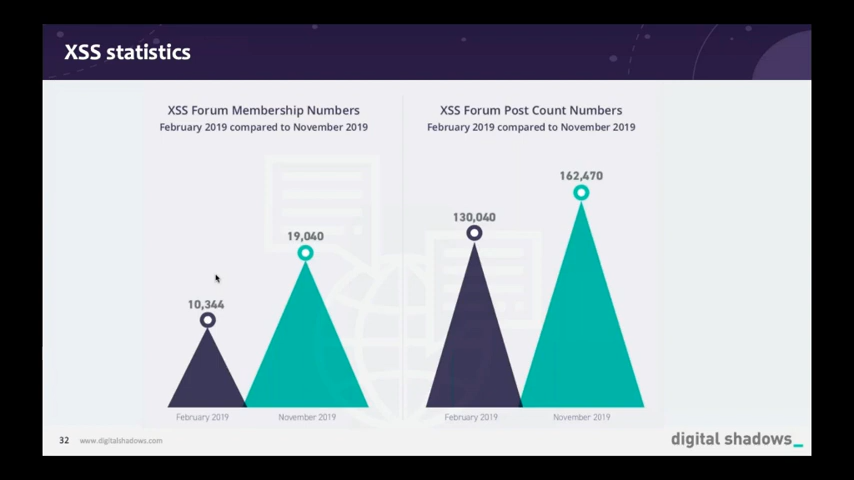 XSS statistics
XSS Forum Membership Numbers
February 2019 compared to November 2019
10,344
19,040
February 2019
November 2019
XSS Forum Post Count Numbers
February 2019 compared to November 2019
130,040
162,470
February 2019
November 2019
32 www.digitalshadows.com
digital shadows_